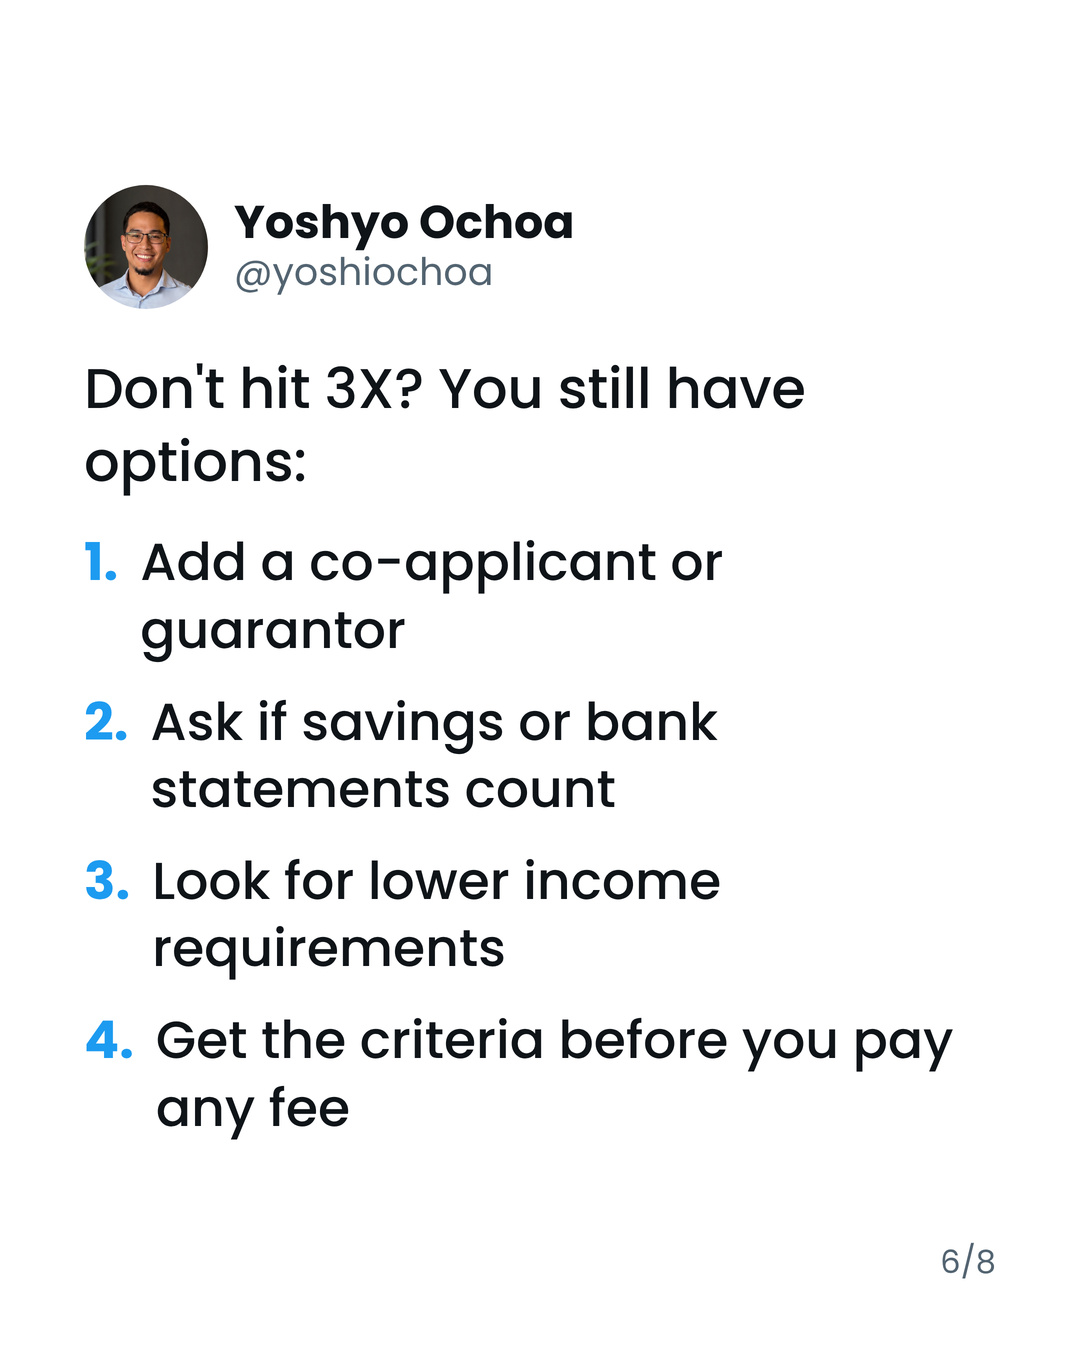 Yoshyo Ochoa
@yoshiochoa
Don't hit 3X? You still have
options:
1. Add a co-applicant or
guarantor
2. Ask if savings or bank
statements count
3. Look for lower income
requirements
4. Get the criteria before you pay
any fee
6/8